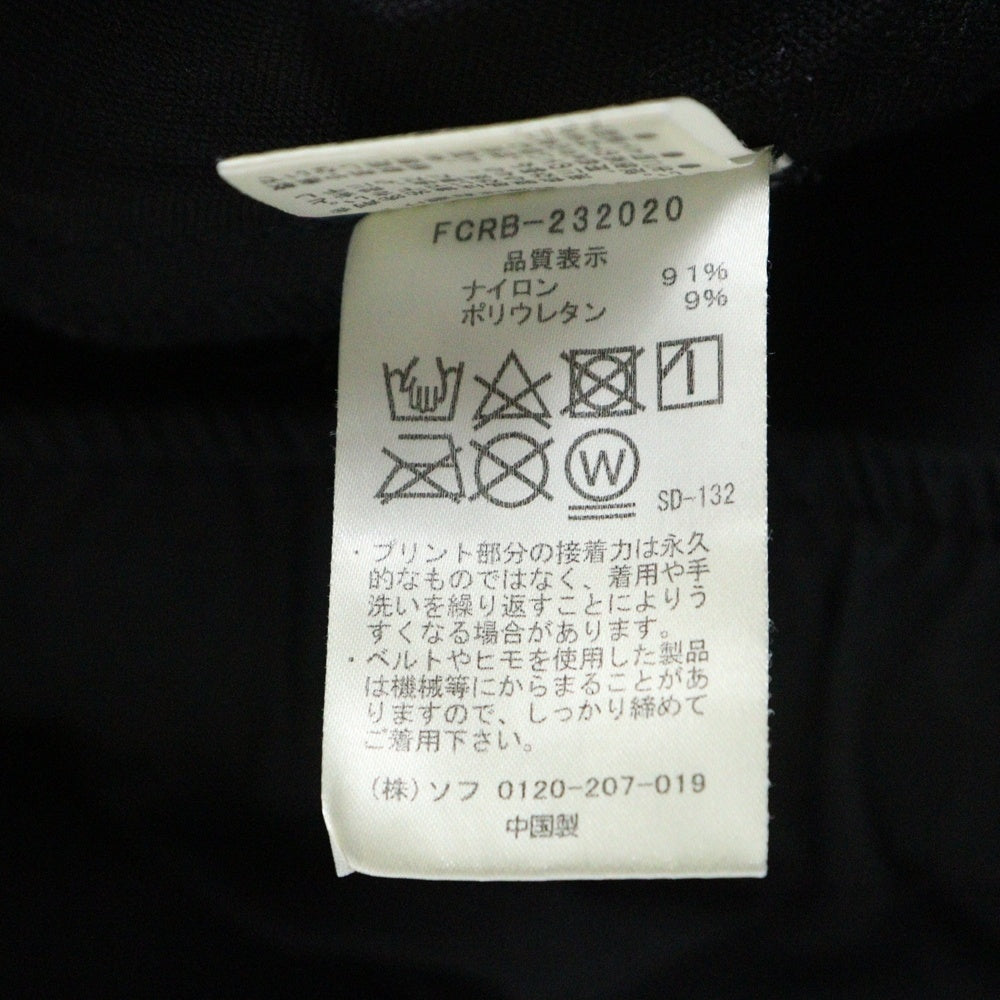 FCRB-232020
品質表示
ナイロン 91%
ポリウレタン 9%
W
SD-132
・プリント部分の接着力は永久
的なものではなく、着用や手
洗いを繰り返すことによりう
すくなる場合があります。
・ベルトやヒモを使用した製品
は機械等にからまることがあ
りますので、しっかり締めて
ご着用下さい。
(株)ソフ 0120-207-019
中国製